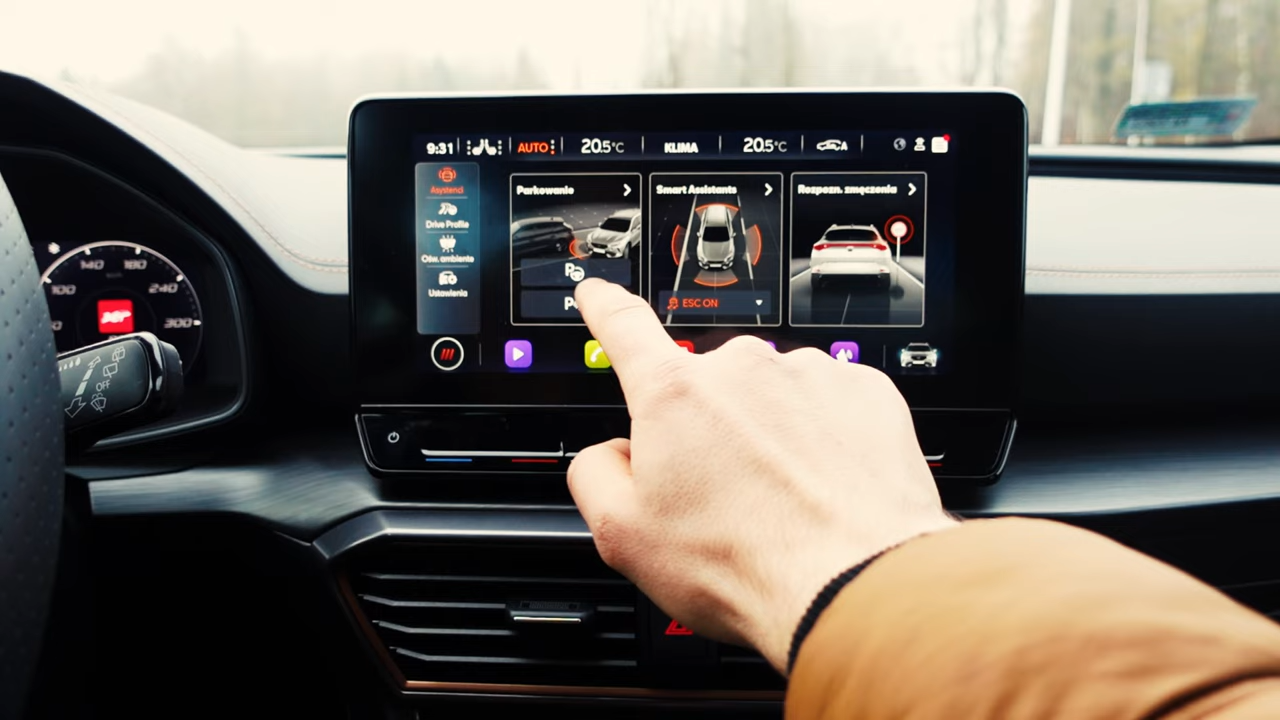 9:31
AUTO
20.5°C
KLIMA
20.5°C
A
Asystenci
Drive Profile
Ośw. ambiente
Ustawienia
Parkowanie
P
Smart Assistants
ESC ON
Rozpozn. zmęczenia
100
140
180
240
300
OFF